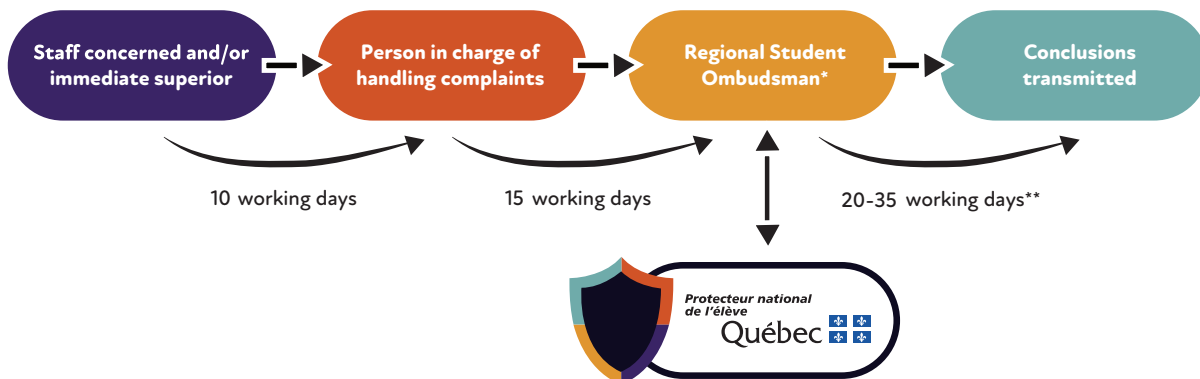 Staff concerned and/or
immediate superior
Person in charge of
handling complaints
Regional Student
Ombudsman*
Conclusions
transmitted
10 working days
15 working days
20-35 working days**
Protecteur national
de l'élève
Québec